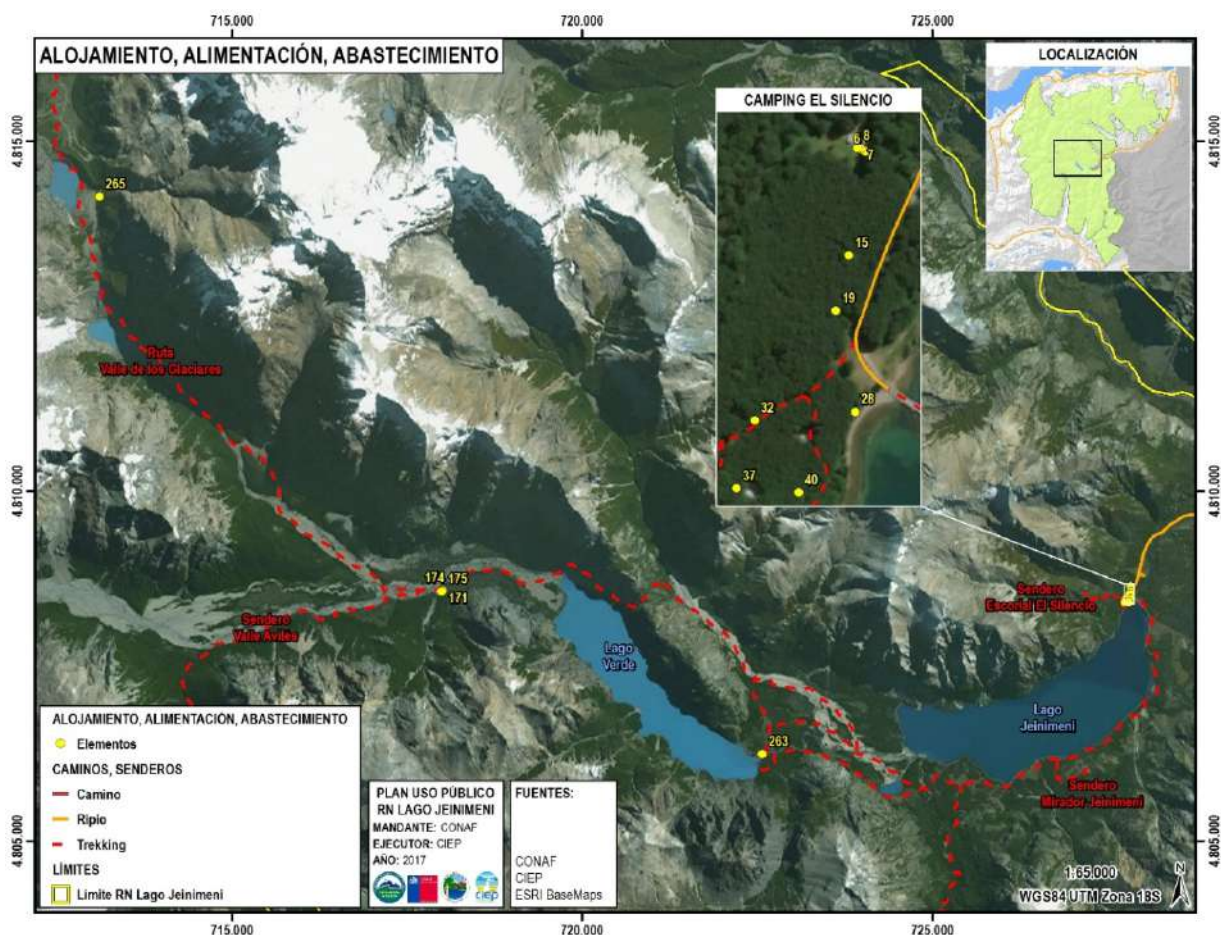 715.000
720.000
725.000
ALOJAMIENTO, ALIMENTACIÓN, ABASTECIMIENTO
LOCALIZACIÓN
CAMPING EL SILENCIO
4.815.000
4.815.000
6
8
7
265
15
19
Ruta
Valle de los Glaciares
28
32
37
40
4.810.000
4.810.000
174
175
171
Sendero
Escorial El Silencio
Sendero
Valle Aviles
Lago
Verde
Lago
Jeinimeni
263
Sendero
Mirador Jeinimeni
ALOJAMIENTO, ALIMENTACIÓN, ABASTECIMIENTO
Elementos
CAMINOS, SENDEROS
Camino
Ripio
Trekking
LÍMITES
Limite RN Lago Jeinimeni
PLAN USO PÚBLICO
RN LAGO JEINIMENI
MANDANTE: CONAF
EJECUTOR: CIEP
AÑO: 2017
ciep
FUENTES:
CONAF
CIEP
ESRI BaseMaps
4.805.000
4.805.000
1:65.000
WGS84 UTM Zona 18S
N
715.000
720.000
725.000